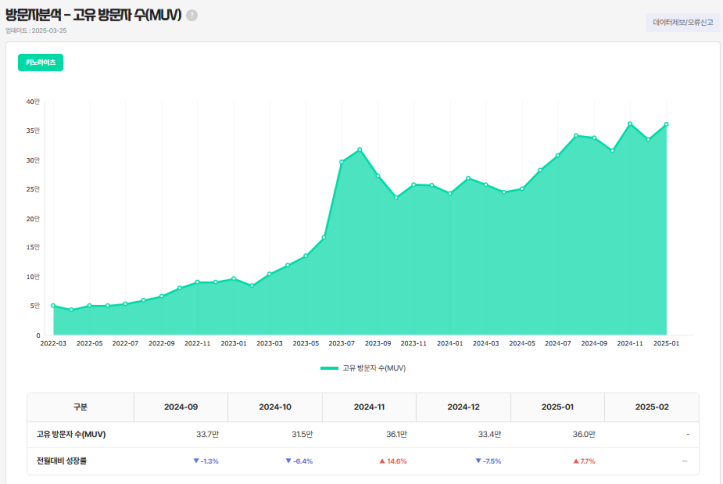 방문자분석 - 고유 방문자 수(MUV) ?
업데이트 : 2025-03-25
데이터제보/오류신고
키노라이츠
40만
35만
30만
25만
20만
15만
10만
5만
0
2022-03 2022-05 2022-07 2022-09 2022-11 2023-01 2023-03 2023-05 2023-07 2023-09 2023-11 2024-01 2024-03 2024-05 2024-07 2024-09 2024-11 2025-01
고유 방문자 수(MUV)
구분 2024-09 2024-10 2024-11 2024-12 2025-01 2025-02
고유 방문자 수(MUV) 33.7만 31.5만 36.1만 33.4만 36.0만 -
전월대비 성장률 ▼ -1.3% ▼ -6.4% ▲ 14.6% ▼ -7.5% ▲ 7.7% —